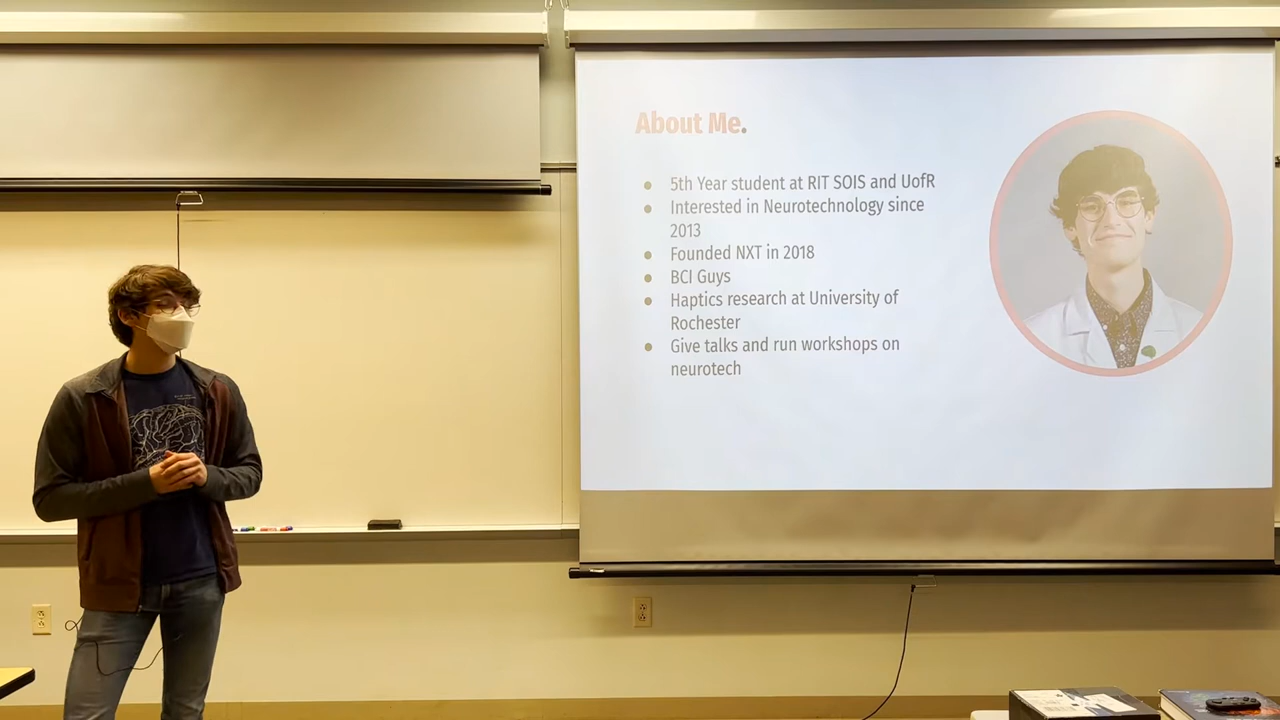 About Me.
5th Year student at RIT SOIS and UofR
Interested in Neurotechnology since
2013
Founded NXT in 2018
BCI Guys
Haptics research at University of
Rochester
Give talks and run workshops on
neurotech